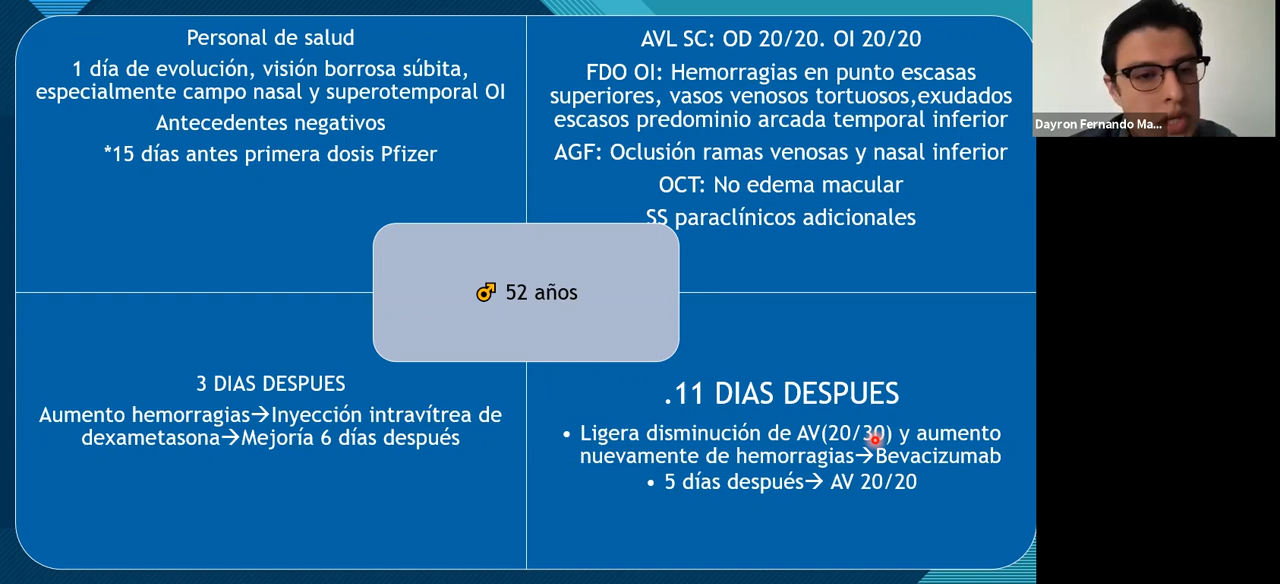 Personal de salud
1 día de evolución, visión borrosa súbita,
especialmente campo nasal y superotemporal OI
Antecedentes negativos
*15 días antes primera dosis Pfizer
AVL SC: OD 20/20. OI 20/20
FDO OI: Hemorragias en punto escasas
superiores, vasos venosos tortuosos,exudados
escasos predominio arcada temporal inferior
AGF: Oclusión ramas venosas y nasal inferior
OCT: No edema macular
SS paraclínicos adicionales
♂ 52 años
3 DIAS DESPUES
Aumento hemorragias→Inyección intravítrea de
dexametasona→Mejoría 6 días después
.11 DIAS DESPUES
• Ligera disminución de AV(20/30) y aumento
nuevamente de hemorragias→Bevacizumab
• 5 días después→ AV 20/20
Dayron Fernando Ma...